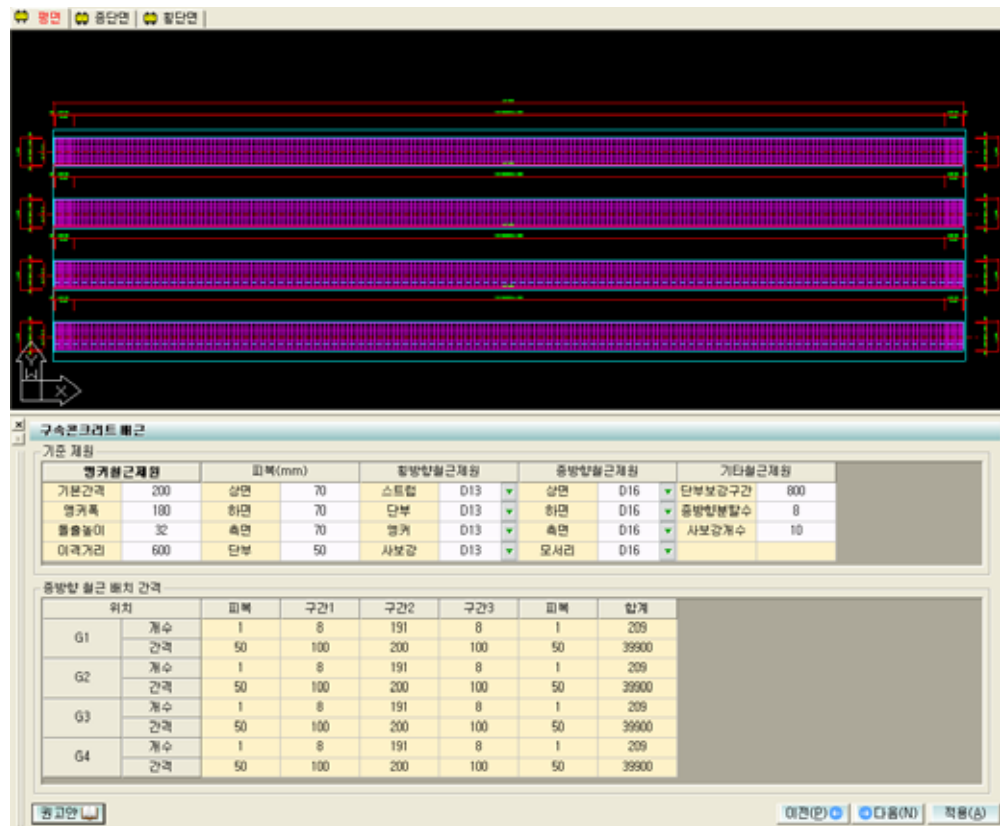 평면 종단면 횡단면
구속콘크리트 배근
기준 제원
앵커철근제원 피복(mm) 횡방향철근제원 종방향철근제원 기타철근제원
기본간격 200 상면 70 스트럽 D13 상면 D16 단부보강구간 800
앵커폭 180 하면 70 단부 D13 하면 D16 종방향분할수 8
돌출높이 32 측면 70 앵커 D13 측면 D16 사보강개수 10
이격거리 600 단부 50 사보강 D13 모서리 D16
종방향 철근 배치 간격
위치 피복 구간1 구간2 구간3 피복 합계
G1 개수 1 8 191 8 1 209
간격 50 100 200 100 50 39900
G2 개수 1 8 191 8 1 209
간격 50 100 200 100 50 39900
G3 개수 1 8 191 8 1 209
간격 50 100 200 100 50 39900
G4 개수 1 8 191 8 1 209
간격 50 100 200 100 50 39900
원고안 이전(P) 다음(N) 적용(A)